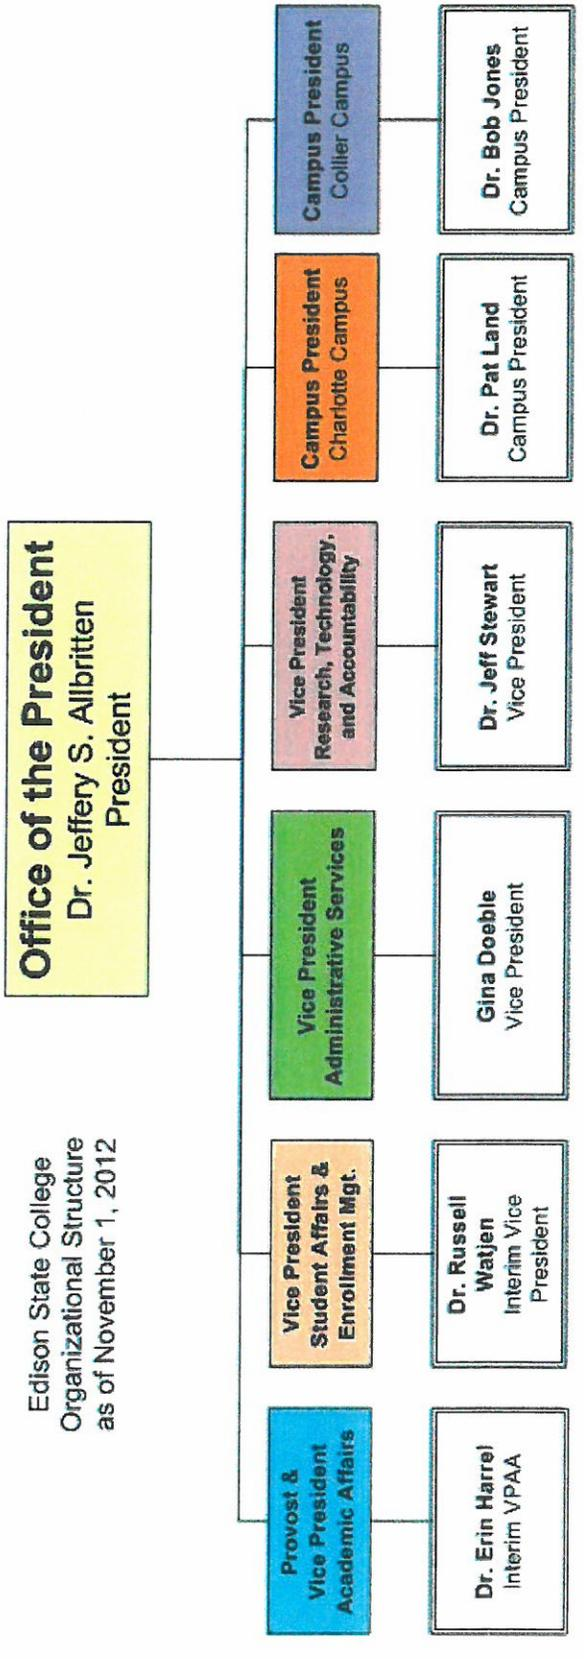 Edison State College
Organizational Structure
as of November 1, 2012
Office of the President
Dr. Jeffery S. Allbritten
President
Provost &
Vice President
Academic Affairs
Vice President
Student Affairs &
Enrollment Mgt.
Vice President
Administrative Services
Vice President
Research, Technology,
and Accountability
Campus President
Charlotte Campus
Campus President
Collier Campus
Dr. Erin Harrel
Interim VPAA
Dr. Russell
Watjen
Interim Vice
President
Gina Doeble
Vice President
Dr. Jeff Stewart
Vice President
Dr. Pat Land
Campus President
Dr. Bob Jones
Campus President